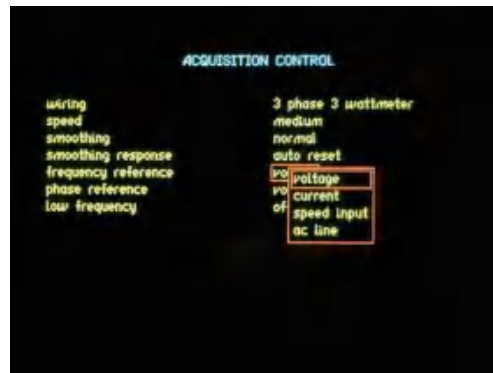 ACQUISITION CONTROL
wiring 3 phase 3 wattmeter
speed medium
smoothing normal
smoothing response auto reset
frequency reference
voltage
phase reference
current
low frequency
speed input
ac line